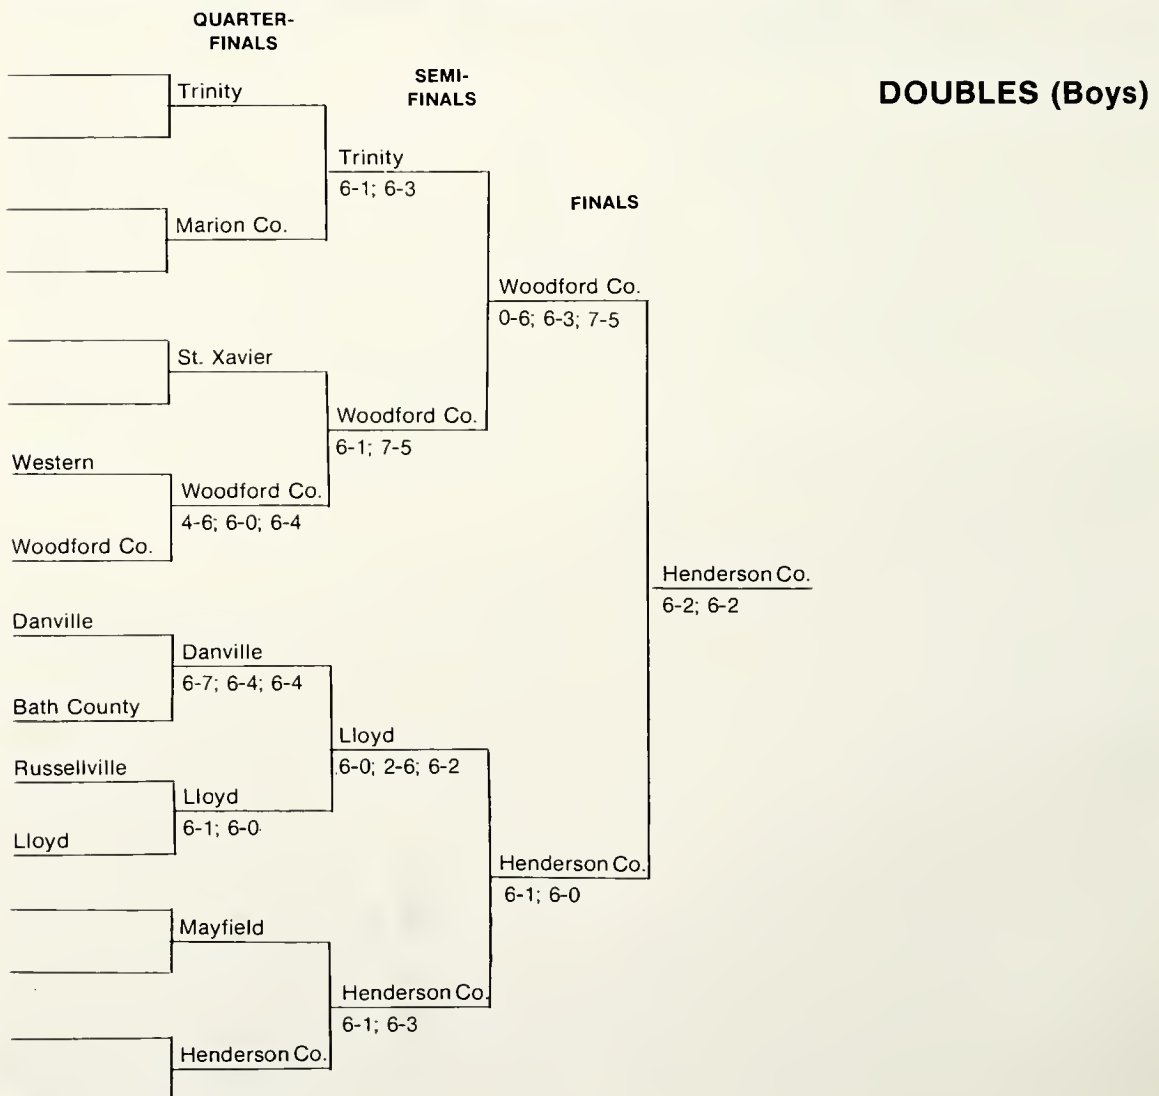 QUARTER-
FINALS
SEMI-
FINALS
DOUBLES (Boys)
FINALS
Trinity
Trinity
6-1; 6-3
Marion Co.
Woodford Co.
0-6; 6-3; 7-5
St. Xavier
Woodford Co.
6-1; 7-5
Western
Woodford Co.
4-6; 6-0; 6-4
Woodford Co.
Henderson Co.
6-2; 6-2
Danville
Danville
6-7; 6-4; 6-4
Bath County
Lloyd
6-0; 2-6; 6-2
Russellville
Lloyd
6-1; 6-0
Lloyd
Henderson Co.
6-1; 6-0
Mayfield
Henderson Co.
6-1; 6-3
Henderson Co.